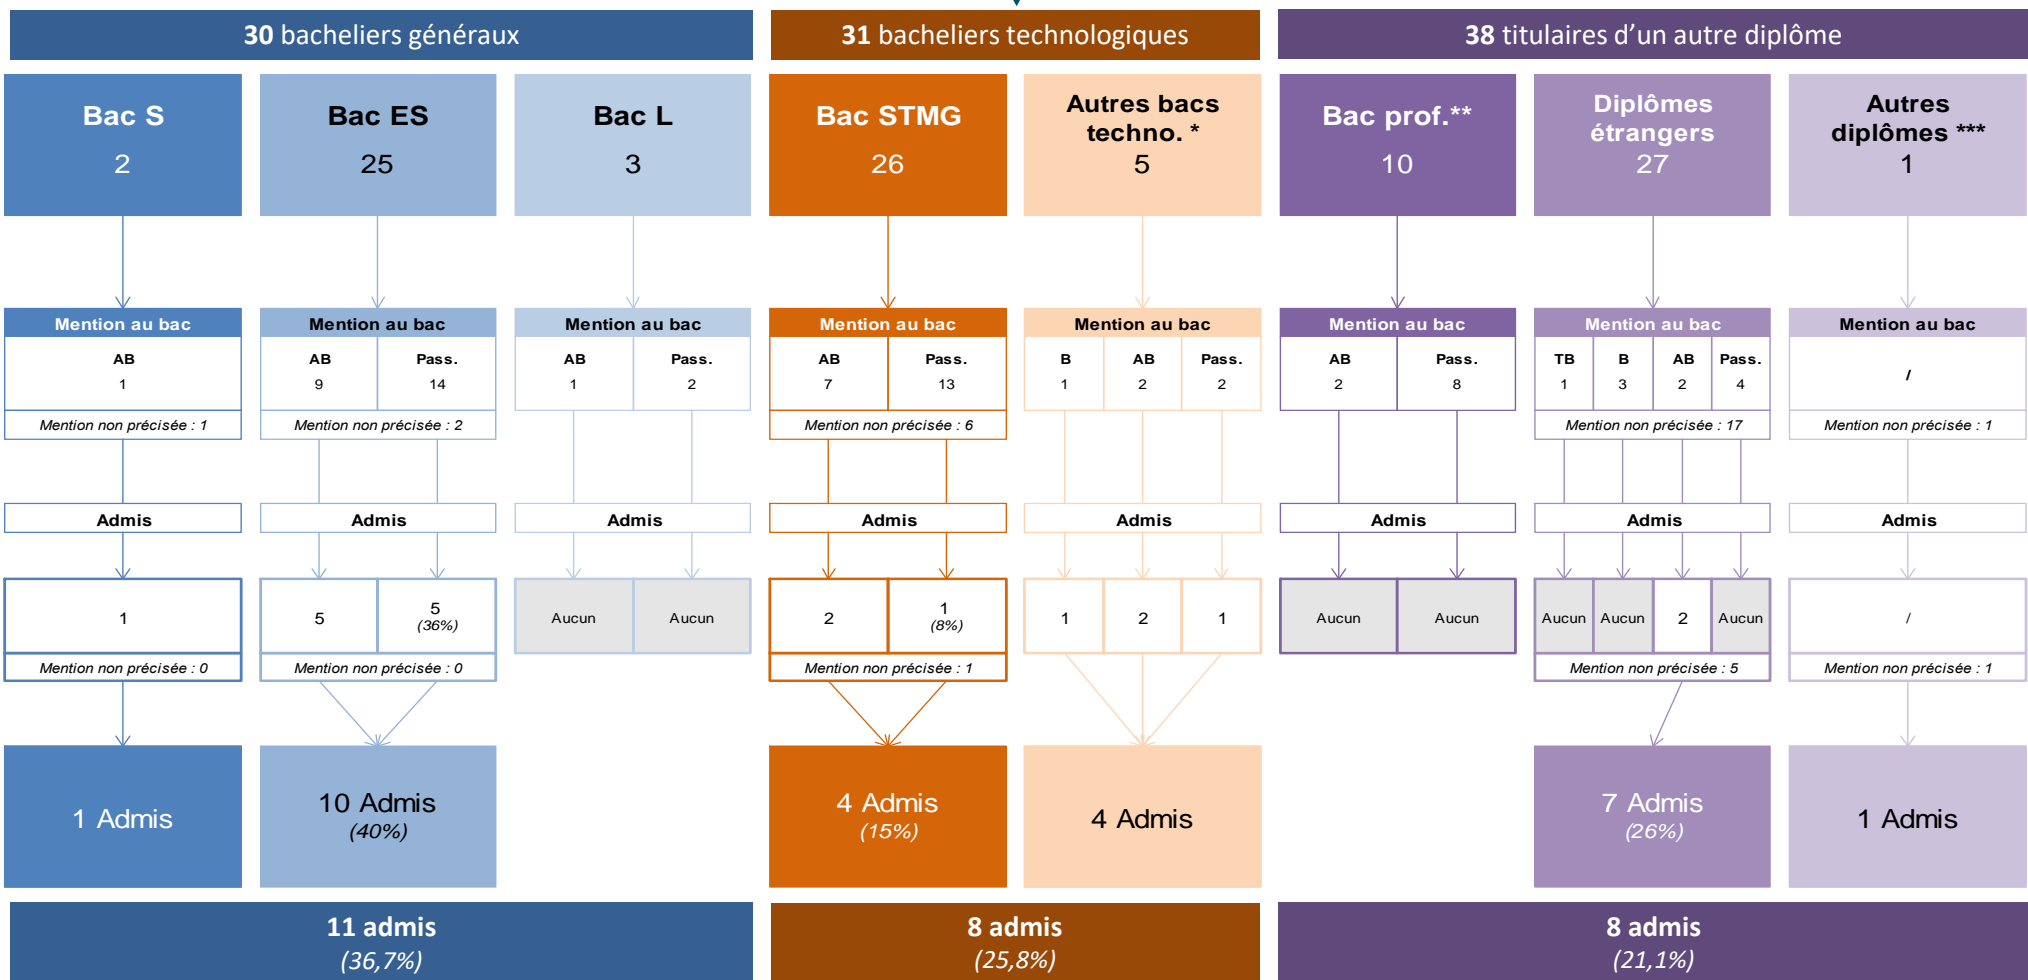 30 bacheliers généraux
31 bacheliers technologiques
38 titulaires d'un autre diplôme
Bac S
2
Bac ES
25
Bac L
3
Bac STMG
26
Autres bacs
techno. *
5
Bac prof.**
10
Diplômes
étrangers
27
Autres
diplômes ***
1
Mention au bac
AB
1
Mention non précisée : 1
Mention au bac
AB Pass.
9 14
Mention non précisée : 2
Mention au bac
AB Pass.
1 2
Mention au bac
AB Pass.
7 13
Mention non précisée : 6
Mention au bac
B AB Pass.
1 2 2
Mention au bac
AB Pass.
2 8
Mention au bac
TB B AB Pass.
1 3 2 4
Mention non précisée : 17
Mention au bac
/
Mention non précisée : 1
Admis
1
Mention non précisée : 0
Admis
5 5
(36%)
Mention non précisée : 0
Admis
Aucun Aucun
Admis
2 1
(8%)
Mention non précisée : 1
Admis
1 2 1
Admis
Aucun Aucun
Admis
Aucun Aucun 2 Aucun
Mention non précisée : 5
Admis
/
Mention non précisée : 1
1 Admis
10 Admis
(40%)
4 Admis
(15%)
4 Admis
7 Admis
(26%)
1 Admis
11 admis
(36,7%)
8 admis
(25,8%)
8 admis
(21,1%)